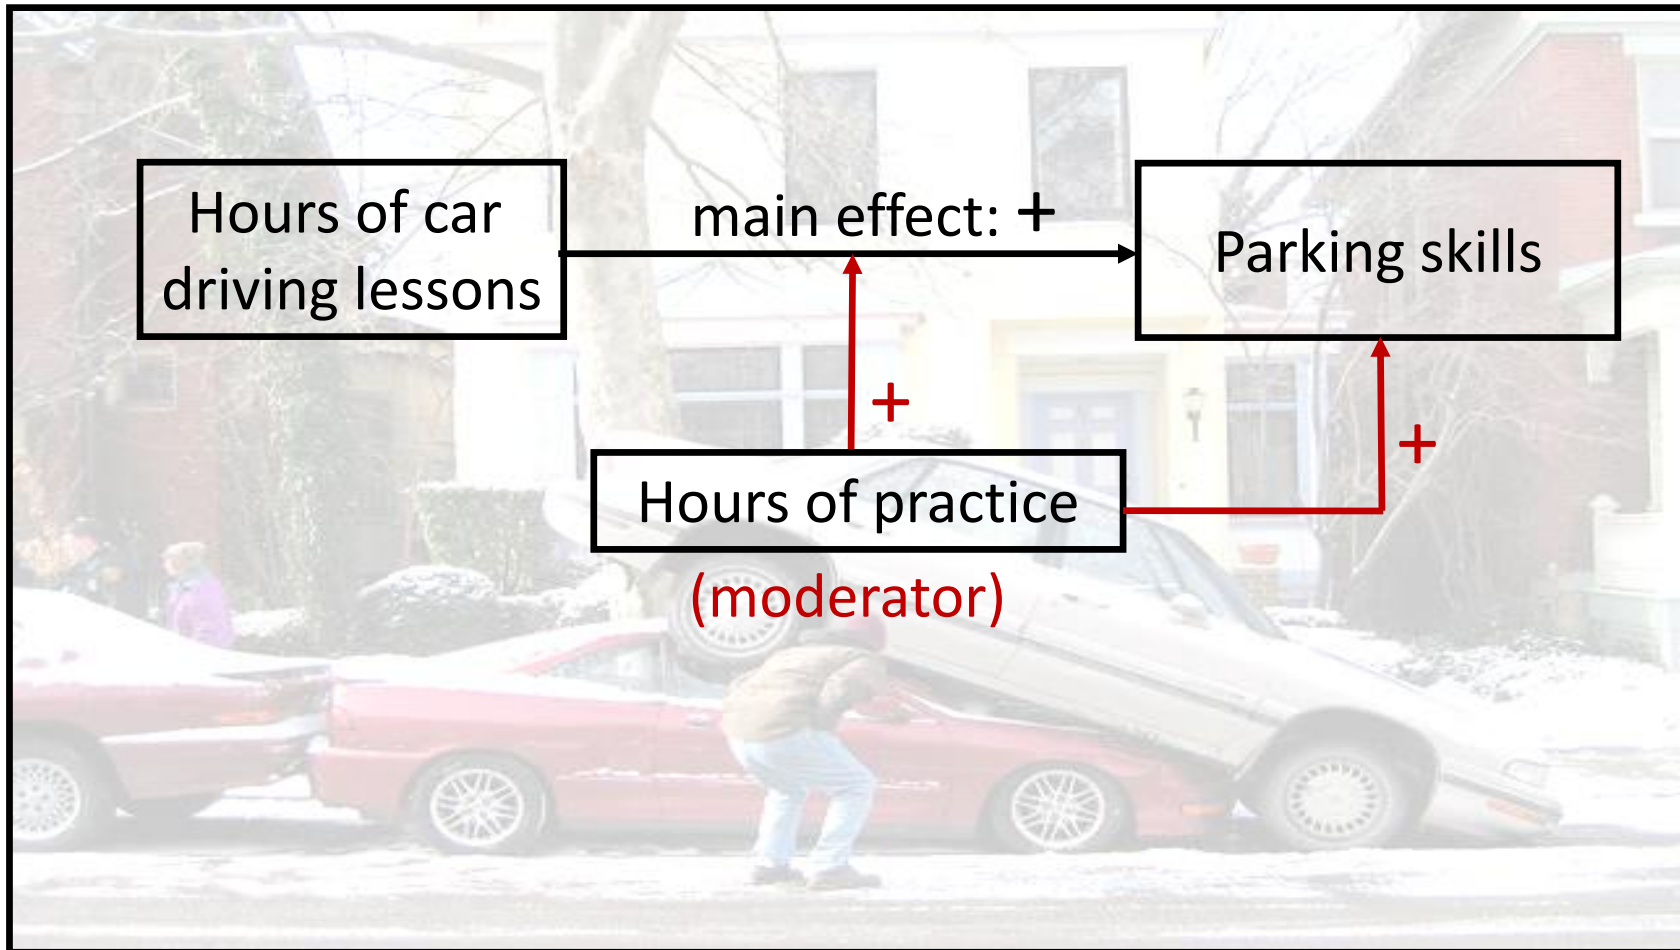 Hours of car
driving lessons
main effect: +
Parking skills
+
+
Hours of practice
(moderator)